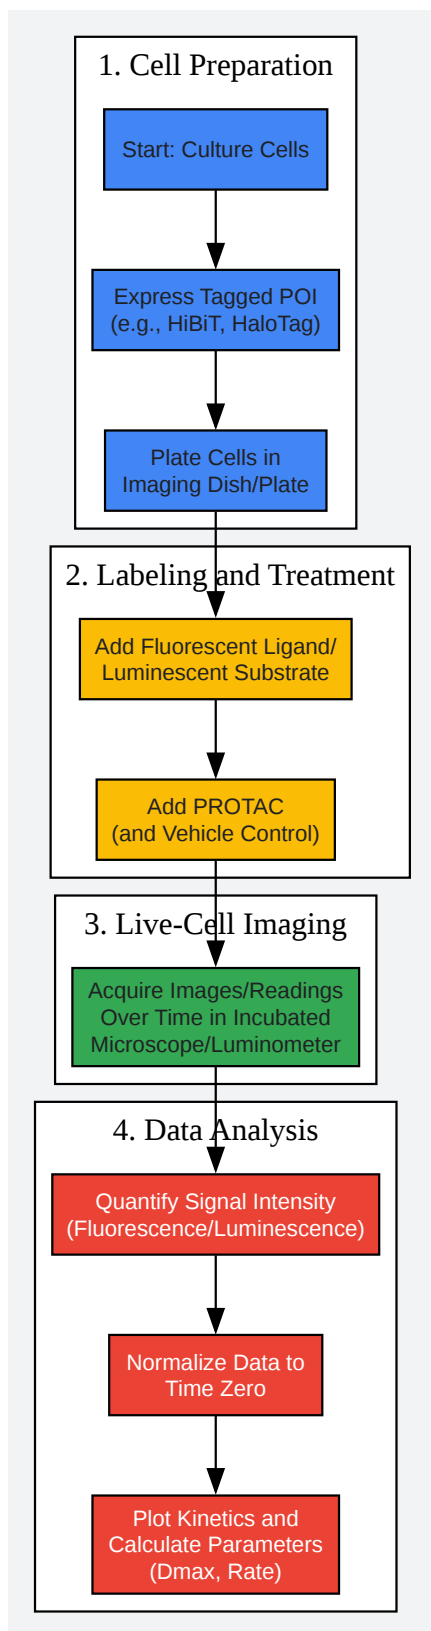 1. Cell Preparation
Start: Culture Cells
Express Tagged POI
(e.g., HiBiT, HaloTag)
Plate Cells in
Imaging Dish/Plate
2. Labeling and Treatment
Add Fluorescent Ligand/
Luminescent Substrate
Add PROTAC
(and Vehicle Control)
3. Live-Cell Imaging
Acquire Images/Readings
Over Time in Incubated
Microscope/Luminometer
4. Data Analysis
Quantify Signal Intensity
(Fluorescence/Luminescence)
Normalize Data to
Time Zero
Plot Kinetics and
Calculate Parameters
(Dmax, Rate)